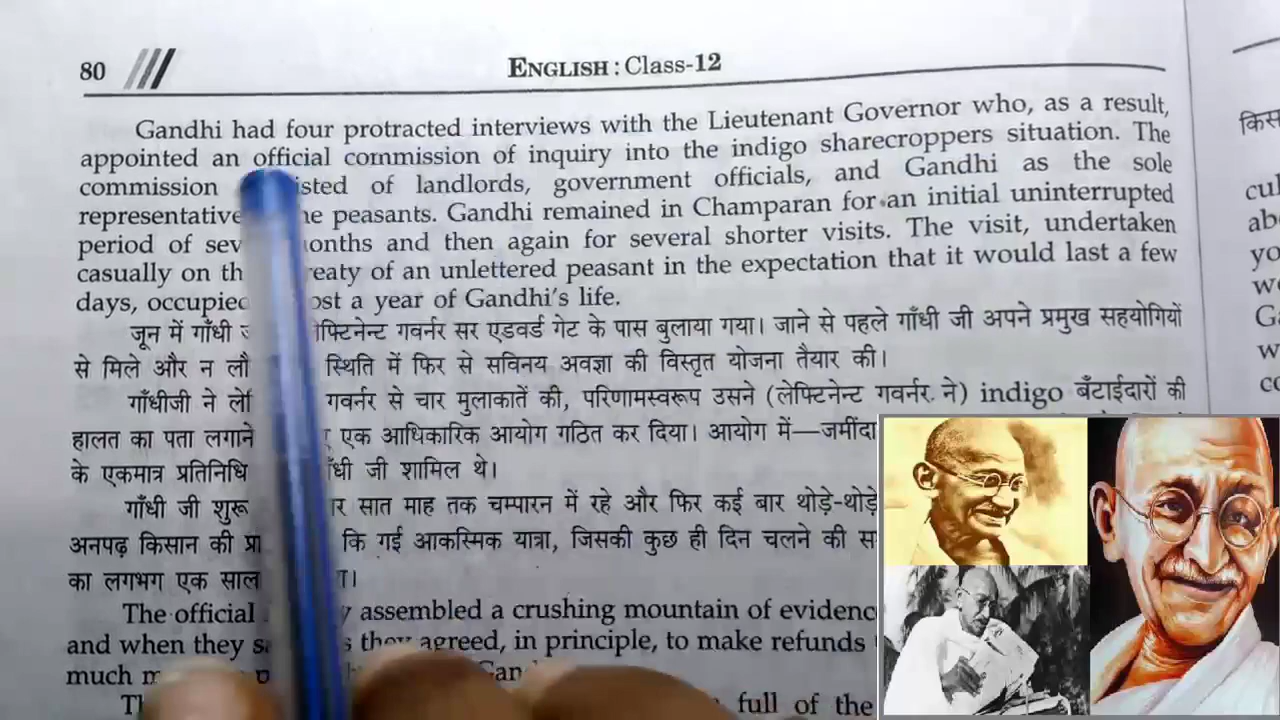 80
ENGLISH : Class-12
Gandhi had four protracted interviews with the Lieutenant Governor who, as a result,
appointed an official commission of inquiry into the indigo sharecroppers situation. The
commission isted of landlords, government officials, and Gandhi as the sole
representative he peasants. Gandhi remained in Champaran for an initial uninterrupted
period of sev onths and then again for several shorter visits. The visit, undertaken
casually on th reaty of an unlettered peasant in the expectation that it would last a few
days, occupied ost a year of Gandhi's life.
जून में गाँधी ेफ्टिनेन्ट गवर्नर सर एडवर्ड गेट के पास बुलाया गया। जाने से पहले गाँधी जी अपने प्रमुख सहयोगियों
से मिले और न लौ स्थिति में फिर से सविनय अवज्ञा की विस्तृत योजना तैयार की।
गाँधीजी ने ले गवर्नर से चार मुलाकातें की, परिणामस्वरूप उसने (लेफ्टिनेन्ट गवर्नर ने) indigo बँटाईदारों की
हालत का पता लगाने एक आधिकारिक आयोग गठित कर दिया। आयोग में—जमींदा
के एकमात्र प्रतिनिधि ाँधी जी शामिल थे।
गाँधी जी शुरू र सात माह तक चम्पारन में रहे और फिर कई बार थोड़े-थोड़े
अनपढ़ किसान की प्रा कि गई आकस्मिक यात्रा, जिसकी कुछ ही दिन चलने की स
का लगभग एक साल ा।
The official y assembled a crushing mountain of evidenc
and when they sa s they agreed, in principle, to make refunds
much m
full of the
किस
cul
ab
yo
we
Ga
w
co